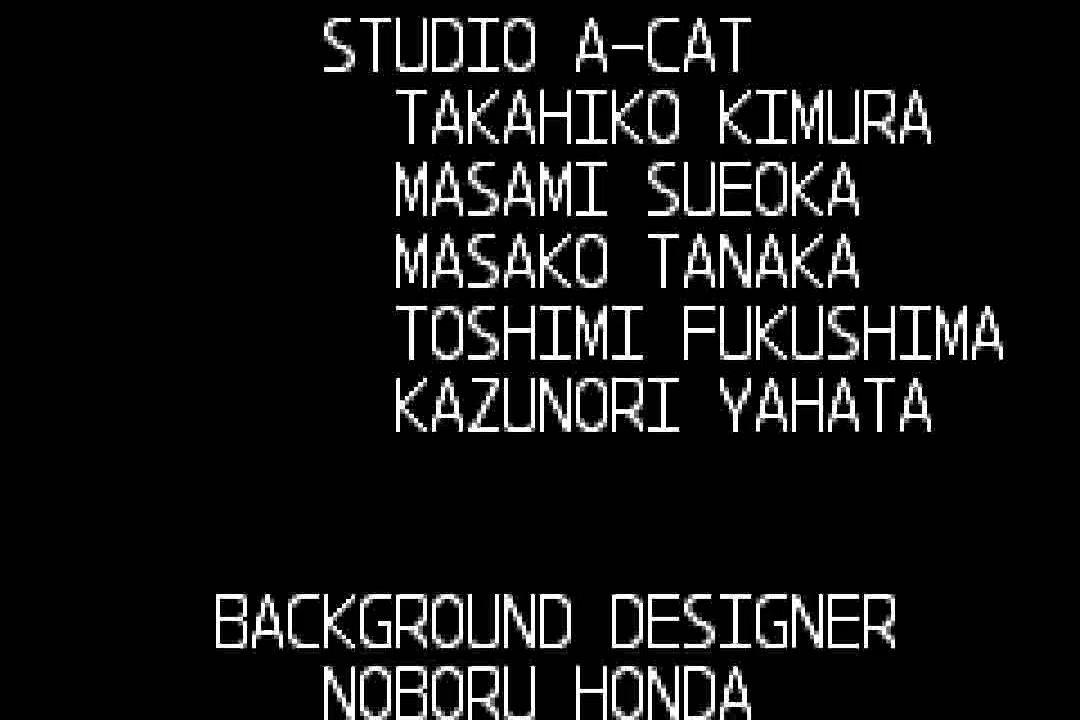 STUDIO A-CAT
TAKAHIKO KIMURA
MASAMI SUEOKA
MASAKO TANAKA
TOSHIMI FUKUSHIMA
KAZUNORI YAHATA
BACKGROUND DESIGNER
NOBORU HONDA